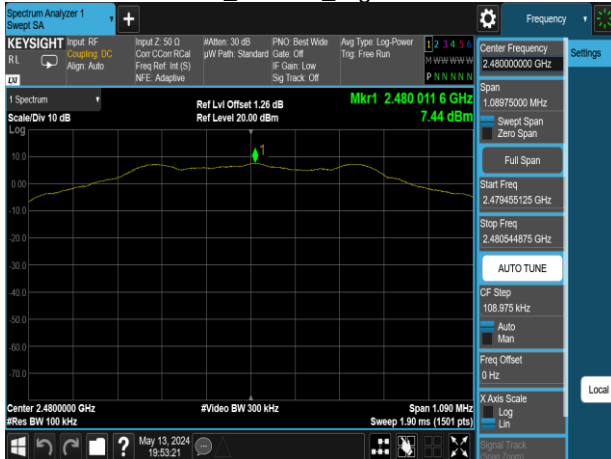 Spectrum Analyzer 1
Swept SA
Frequency
KEYSIGHT
RL
Input: RF
Coupling: DC
Align: Auto
Input Z: 50 Ω
Corr CCorr RCal
Freq Ref: Int (S)
NFE: Adaptive
#Atten: 30 dB
µW Path: Standard
PNO: Best Wide
Gate: Off
IF Gain: Low
Sig Track: Off
Avg Type: Log-Power
Trig: Free Run
1 2 3 4 5 6
M W W W W W
P N N N N N
LXI
1 Spectrum
Scale/Div 10 dB
Log
Ref Lvl Offset 1.26 dB
Ref Level 20.00 dBm
Mkr1 2.480 011 6 GHz
7.44 dBm
1
10.0
0.00
-10.0
-20.0
-30.0
-40.0
-50.0
-60.0
-70.0
Center 2.4800000 GHz
#Res BW 100 kHz
#Video BW 300 kHz
Span 1.090 MHz
Sweep 1.90 ms (1501 pts)
Center Frequency
2.480000000 GHz
Settings
Span
1.08975000 MHz
Swept Span
Zero Span
Full Span
Start Freq
2.479455125 GHz
Stop Freq
2.480544875 GHz
AUTO TUNE
CF Step
108.975 kHz
Auto
Man
Freq Offset
0 Hz
X Axis Scale
Log
Lin
Local
Signal Track
(Span Zoom)
?
May 13, 2024
19:53:21